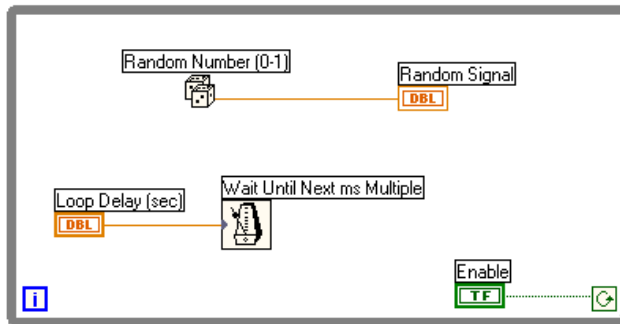 Random Number (0-1)
Random Signal
DBL
Wait Until Next ms Multiple
Loop Delay (sec)
DBL
Enable
TF
i